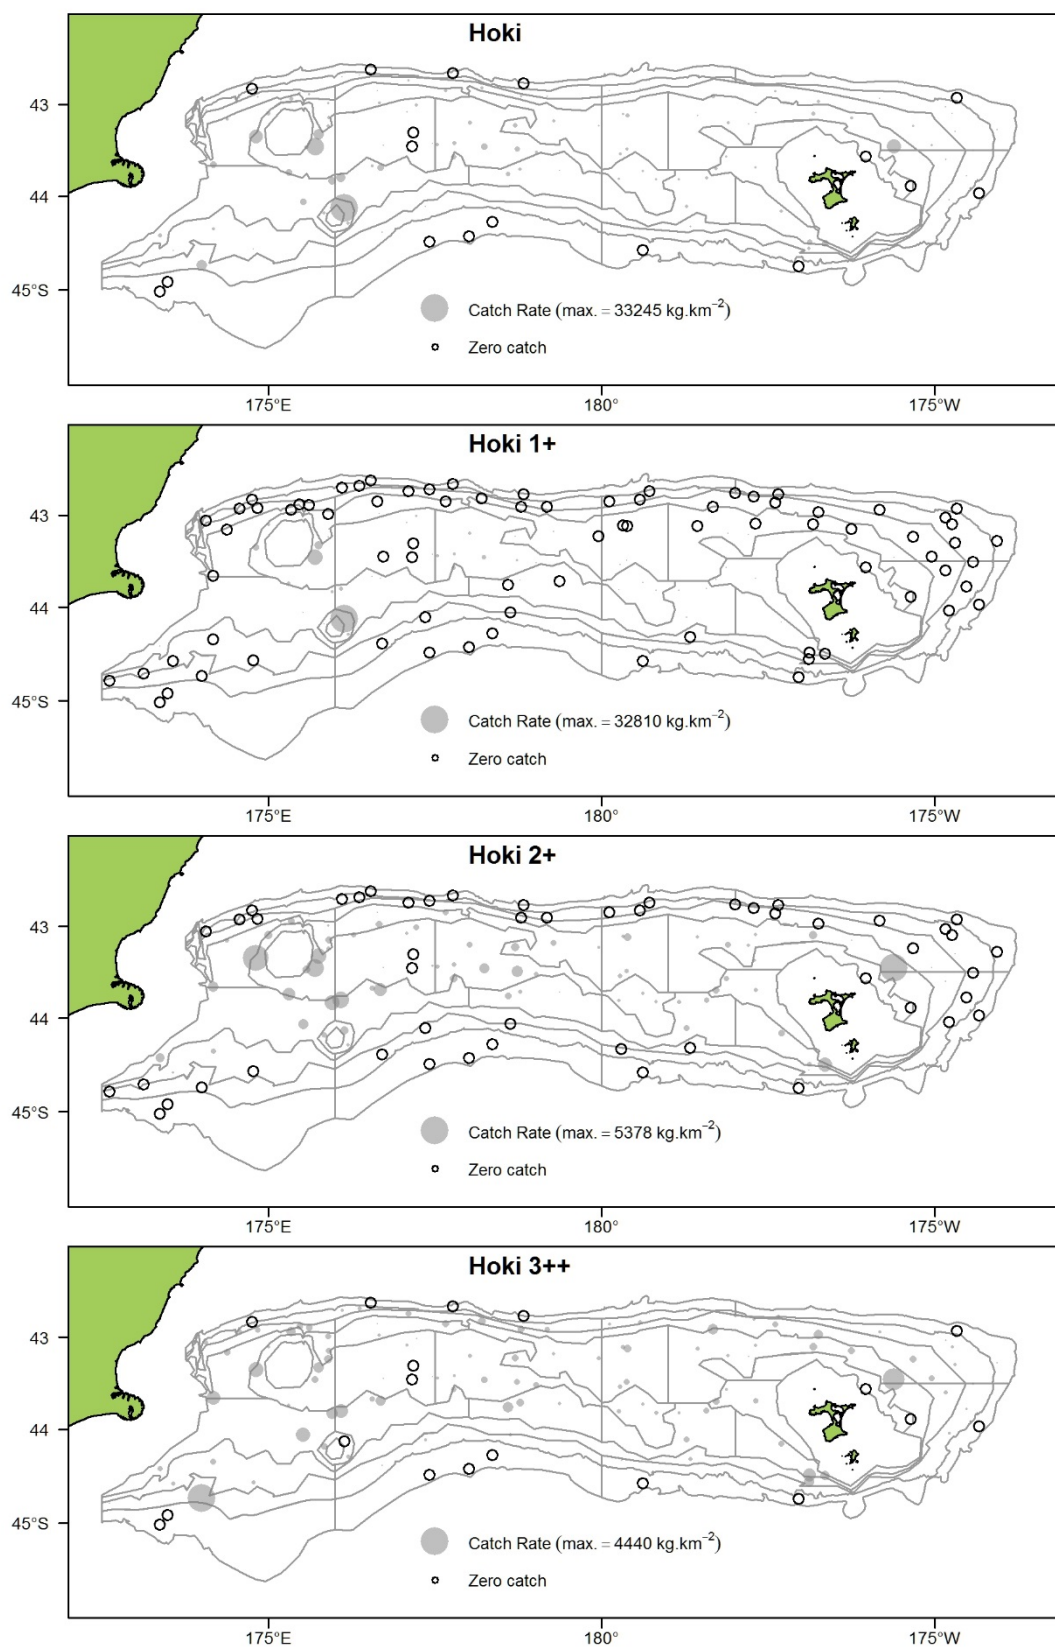 Hoki
43
44
45°S
Catch Rate (max. = 33245 kg.km⁻²)
Zero catch
175°E 180° 175°W
Hoki 1+
43
44
45°S
Catch Rate (max. = 32810 kg.km⁻²)
Zero catch
175°E 180° 175°W
Hoki 2+
43
44
45°S
Catch Rate (max. = 5378 kg.km⁻²)
Zero catch
175°E 180° 175°W
Hoki 3++
43
44
45°S
Catch Rate (max. = 4440 kg.km⁻²)
Zero catch
175°E 180° 175°W